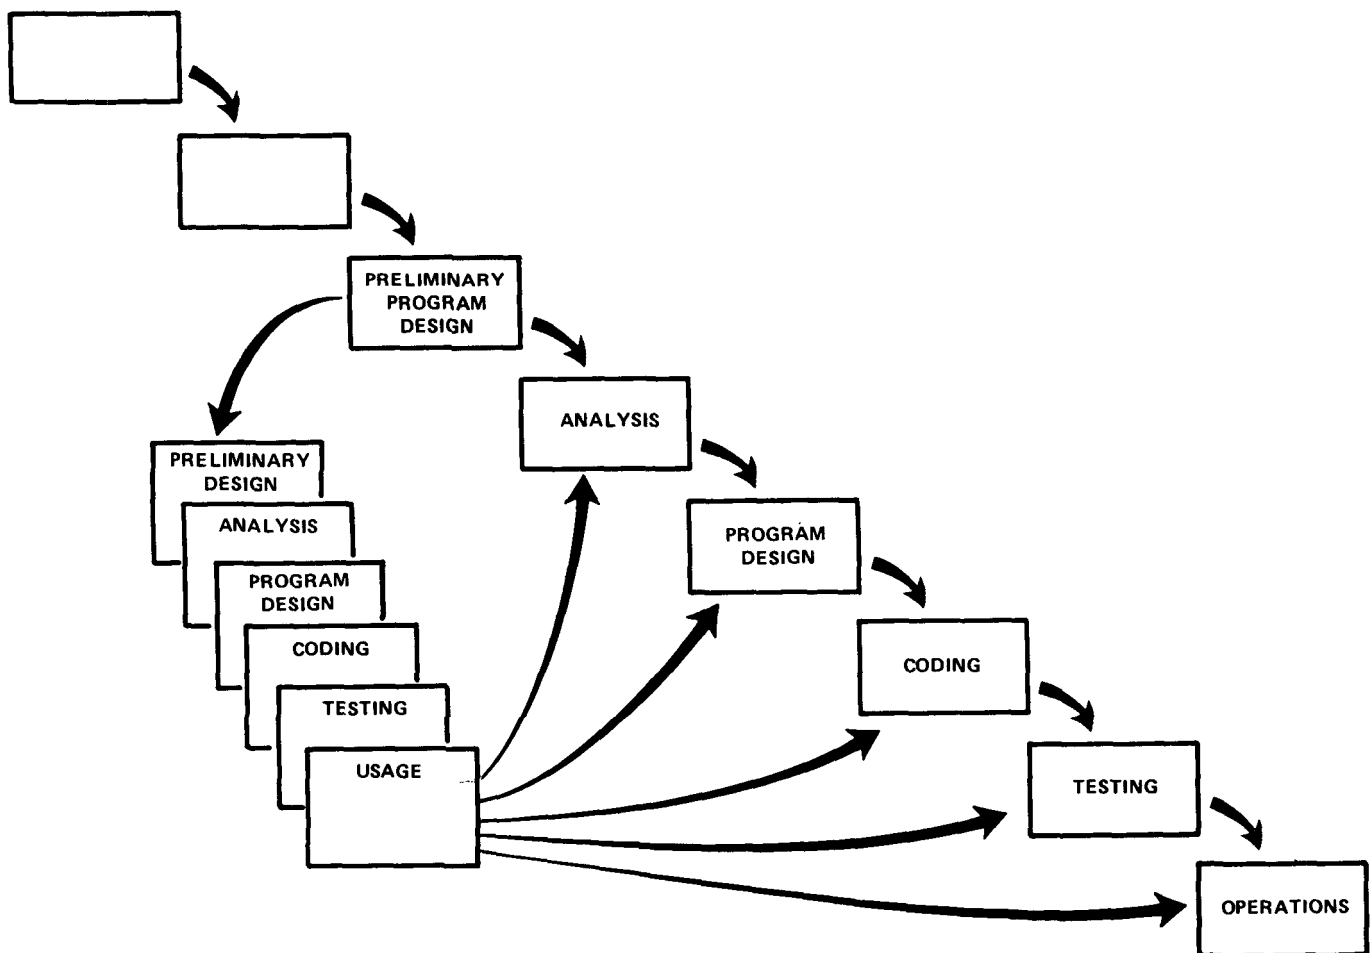 PRELIMINARY
PROGRAM
DESIGN
ANALYSIS
PROGRAM
DESIGN
CODING
TESTING
OPERATIONS
PRELIMINARY
DESIGN
ANALYSIS
PROGRAM
DESIGN
CODING
TESTING
USAGE